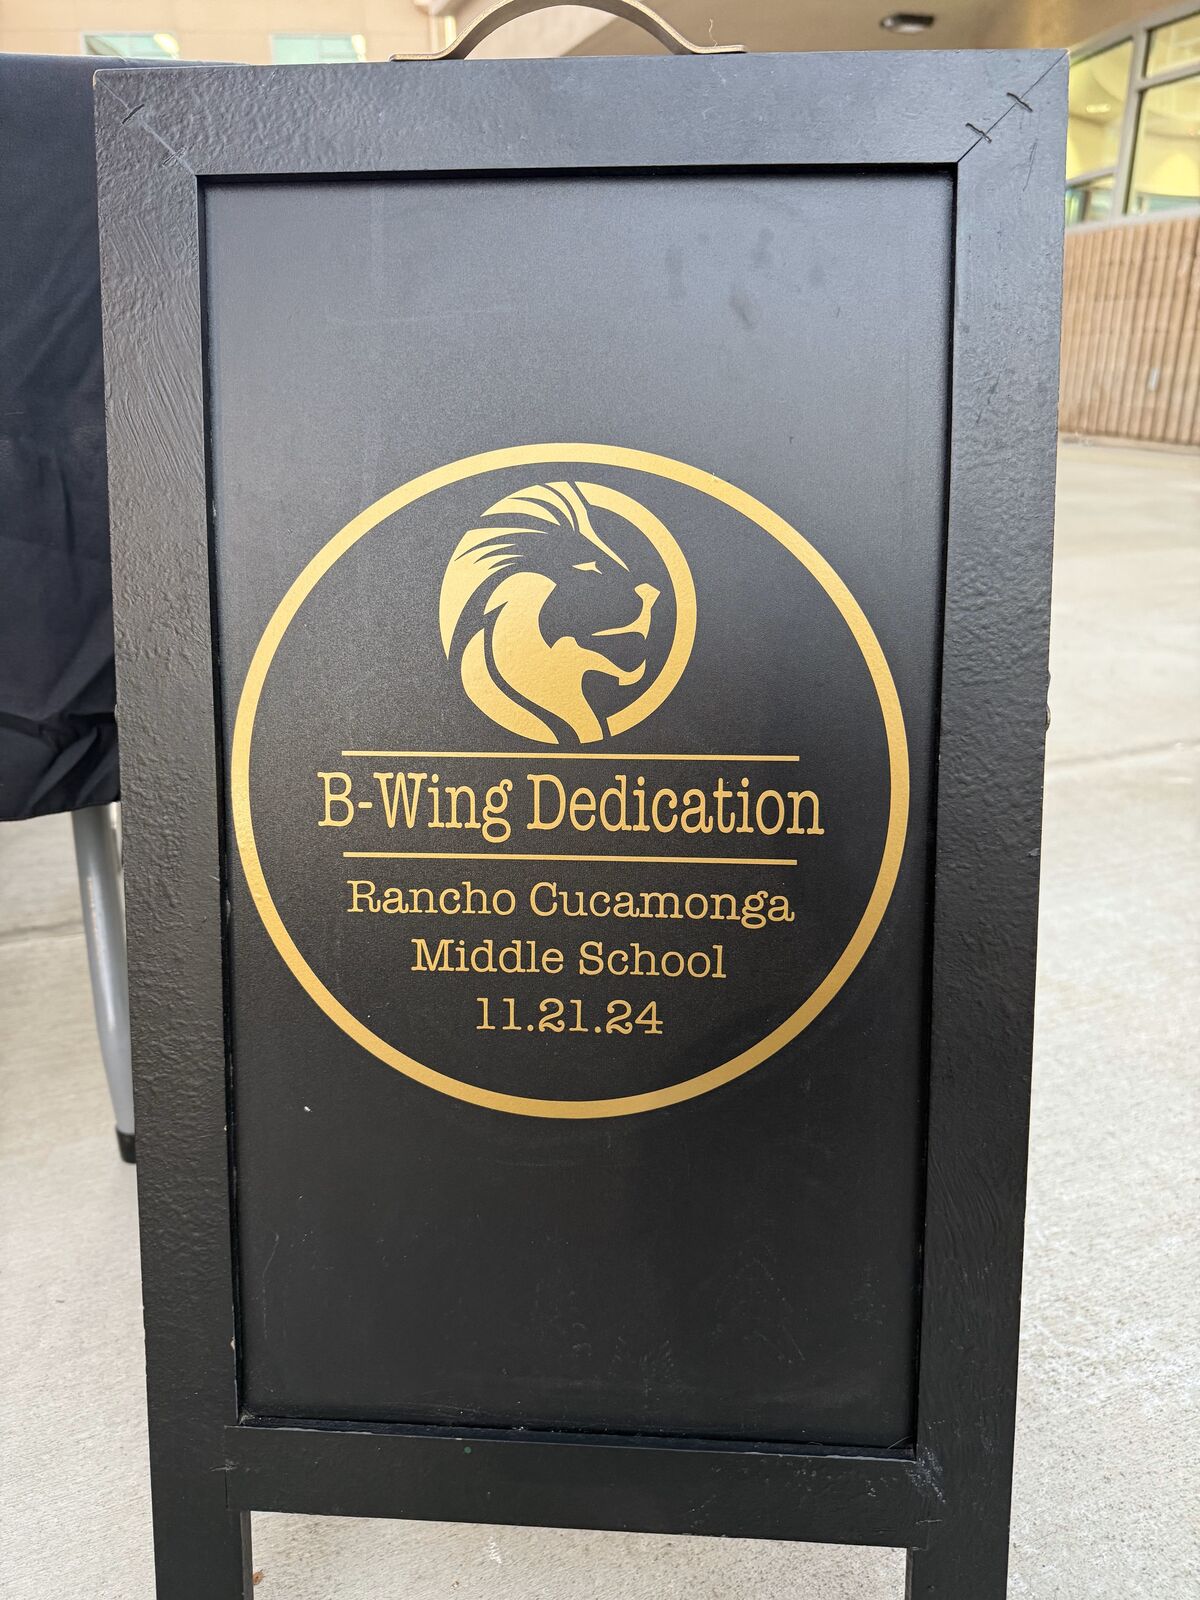 B-Wing Dedication
Rancho Cucamonga
Middle School
11.21.24